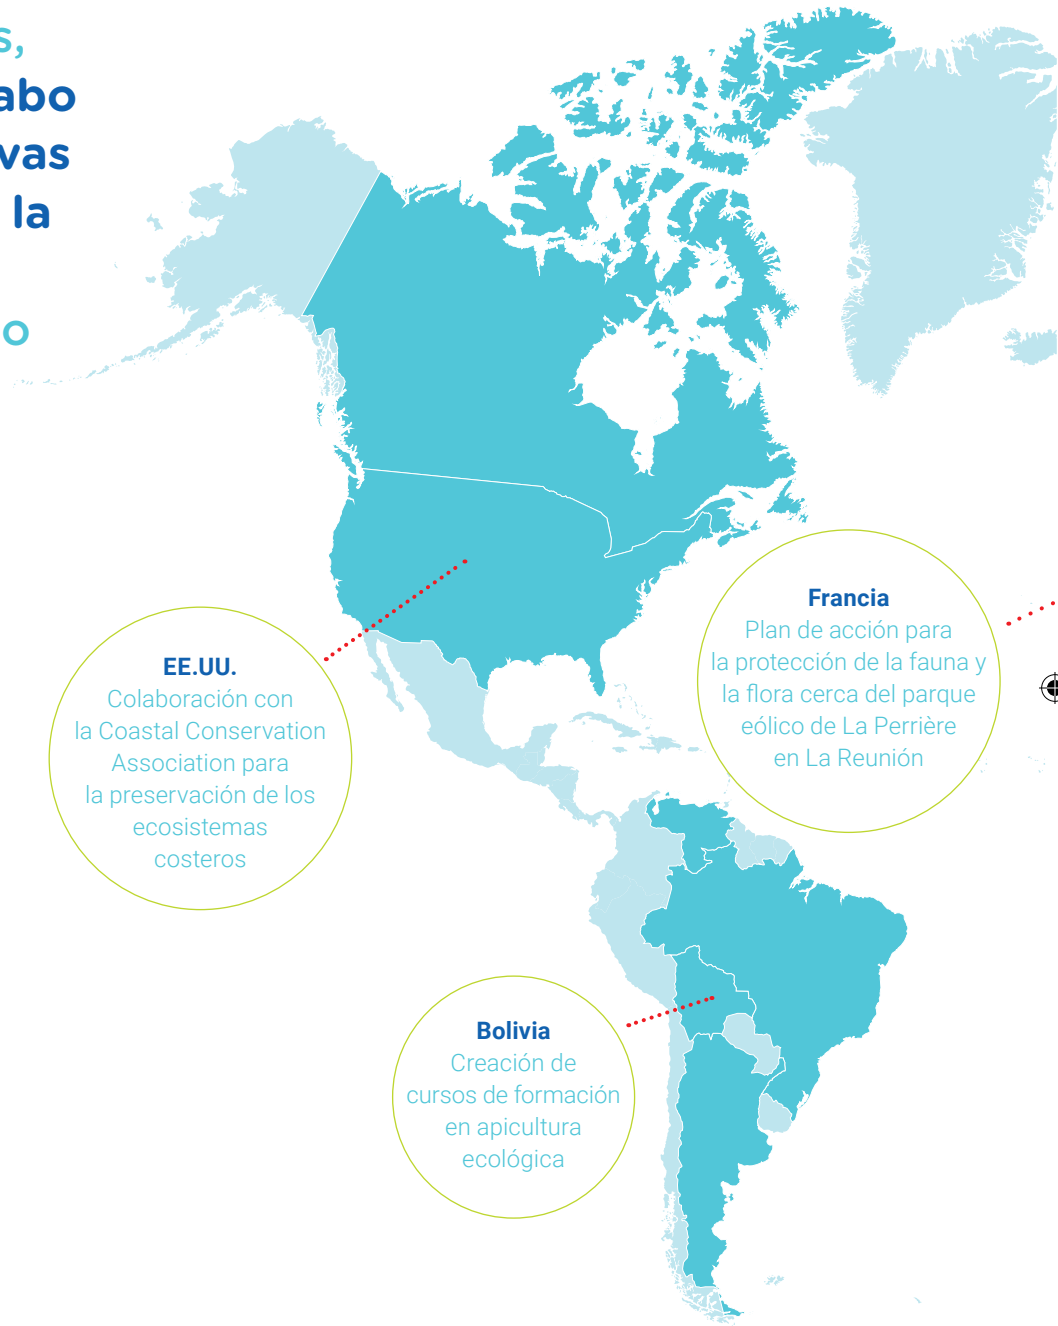 s,
abo
vas
la
o
EE.UU.
Colaboración con
la Coastal Conservation
Association para
la preservación de los
ecosistemas
costeros
Francia
Plan de acción para
la protección de la fauna y
la flora cerca del parque
eólico de La Perrière
en La Reunión
Bolivia
Creación de
cursos de formación
en apicultura
ecológica